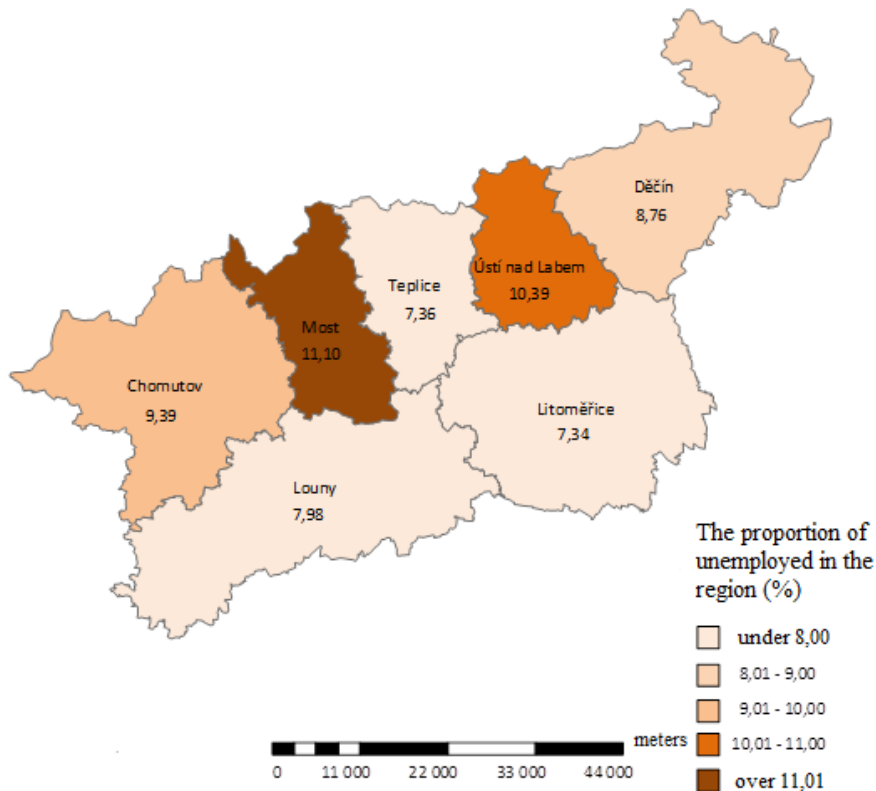 Děčín
8,76
Ústí nad Labem
10,39
Teplice
7,36
Most
11,10
Chomutov
9,39
Litoměřice
7,34
Louny
7,98
The proportion of
unemployed in the
region (%)
under 8,00
8,01 - 9,00
9,01 - 10,00
10,01 - 11,00
over 11,01
meters
0 11 000 22 000 33 000 44 000